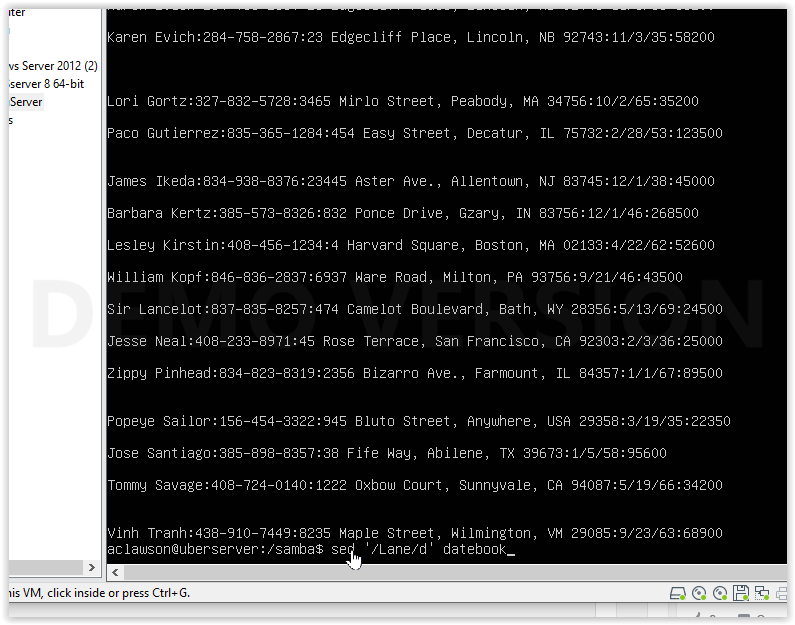 ter
Karen Evich:284-758-2867:23 Edgecliff Place, Lincoln, NB 92743:11/3/35:58200
vs Server 2012 (2)
server 8 64-bit
Server
s
Lori Gortz:327-832-5728:3465 Mirlo Street, Peabody, MA 34756:10/2/65:35200
Paco Gutierrez:835-365-1284:454 Easy Street, Decatur, IL 75732:2/28/53:123500
James Ikeda:834-938-8376:23445 Aster Ave., Allentown, NJ 83745:12/1/38:45000
Barbara Kertz:385-573-8326:832 Ponce Drive, Gzary, IN 83756:12/1/46:268500
Lesley Kirstin:408-456-1234:4 Harvard Square, Boston, MA 02133:4/22/62:52600
William Kopf:846-836-2837:6937 Ware Road, Milton, PA 93756:9/21/46:43500
Sir Lancelot:837-835-8257:474 Camelot Boulevard, Bath, WY 28356:5/13/69:24500
DEMO VERSION
Jesse Neal:408-233-8971:45 Rose Terrace, San Francisco, CA 92303:2/3/36:25000
Zippy Pinhead:834-823-8319:2356 Bizarro Ave., Farmount, IL 84357:1/1/67:89500
Popeye Sailor:156-454-3322:945 Bluto Street, Anywhere, USA 29358:3/19/35:22350
Jose Santiago:385-898-8357:38 Fife Way, Abilene, TX 39673:1/5/58:95600
Tommy Savage:408-724-0140:1222 Oxbow Court, Sunnyvale, CA 94087:5/19/66:34200
Vinh Tranh:438-910-7449:8235 Maple Street, Wilmington, VM 29085:9/23/63:68900
aclawson@uberserver:/samba$ sed '/Lane/d' datebook_
his VM, click inside or press Ctrl+G.